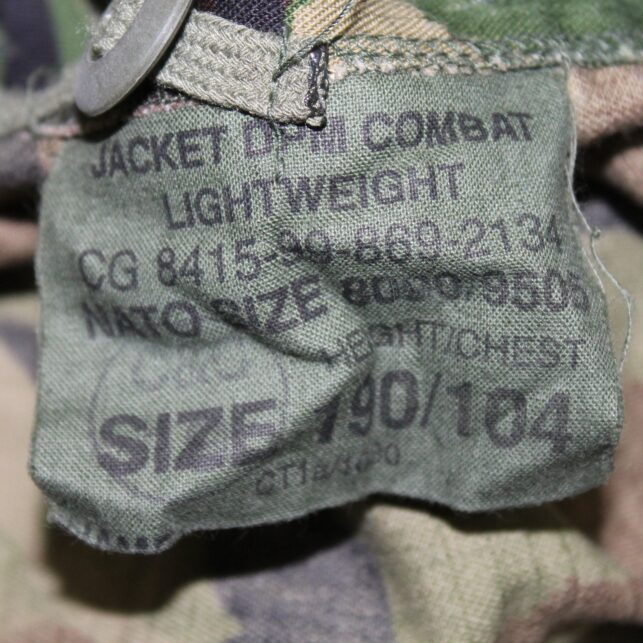 JACKET DPM COMBAT
LIGHTWEIGHT
CG 8415-99-869-2134
NATO SIZE
HEIGHT/CHEST
SIZE 190/104